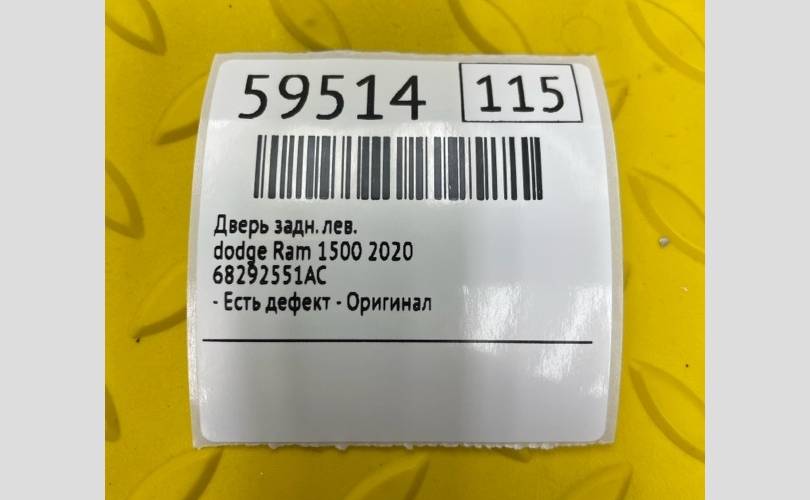 59514 115
Дверь задн. лев.
dodge Ram 1500 2020
68292551AC
- Есть дефект - Оригинал